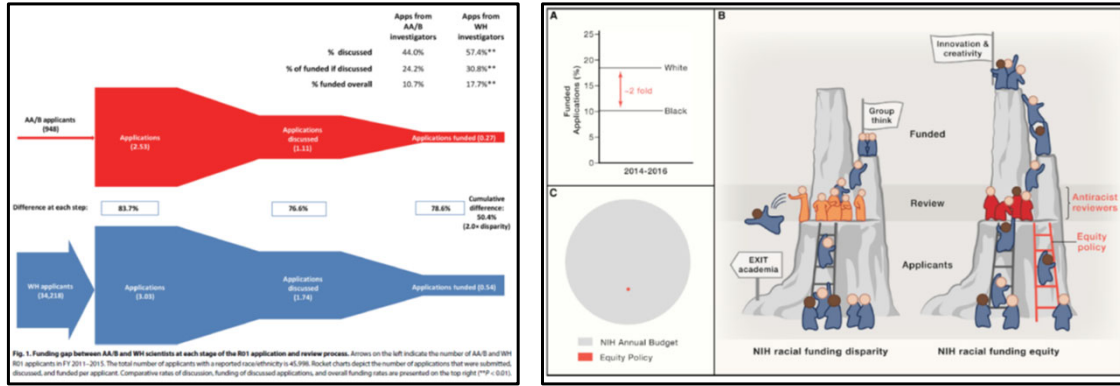 Apps from Apps from
AA/B WH
investigators investigators
% discussed 44.0% 57.4%**
% of funded if discussed 24.2% 30.8%**
% funded overall 10.7% 17.7%**
AA/B applicants
(948)
Applications
(2.53)
Applications
discussed
(1.11)
Applications funded (0.27)
Difference at each step: 83.7% 76.6% 78.6%
Cumulative
difference:
50.4%
(2.0× disparity)
WH applicants
(34,218)
Applications
(3.03)
Applications
discussed
(1.74)
Applications funded (0.54)
Fig. 1. Funding gap between AA/B and WH scientists at each stage of the R01 application and review process. Arrows on the left indicate the number of AA/B and WH
R01 applicants in FY 2011–2015. The total number of applicants with a reported race/ethnicity is 45,998. Rocket charts depict the number of applications that were submitted,
discussed, and funded per applicant. Comparative rates of discussion, funding of discussed applications, and overall funding rates are presented on the top right (**P < 0.01).
A
25
20
15
10
5
0
Funded
Applications (%)
White
~2 fold
Black
2014-2016
C
NIH Annual Budget
Equity Policy
B
Innovation &
creativity
Group
think
Funded
Review
Antiracist
reviewers
Equity
policy
Applicants
EXIT
academia
NIH racial funding disparity
NIH racial funding equity